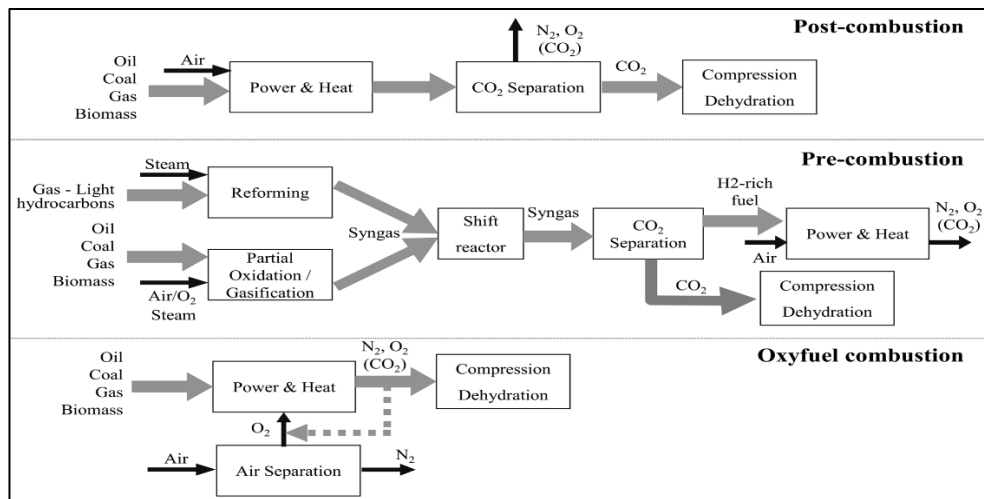 Post-combustion
N₂, O₂
(CO₂)
Oil
Coal
Gas
Biomass
Air
Power & Heat
CO₂ Separation
CO₂
Compression
Dehydration
Pre-combustion
Steam
Gas - Light
hydrocarbons
Reforming
Oil
Coal
Gas
Biomass
Air/O₂
Steam
Partial
Oxidation /
Gasification
Syngas
Shift
reactor
Syngas
CO₂
Separation
H2-rich
fuel
Air
Power & Heat
N₂, O₂
(CO₂)
CO₂
Compression
Dehydration
Oxyfuel combustion
Oil
Coal
Gas
Biomass
Power & Heat
N₂, O₂
(CO₂)
Compression
Dehydration
O₂
Air
Air Separation
N₂